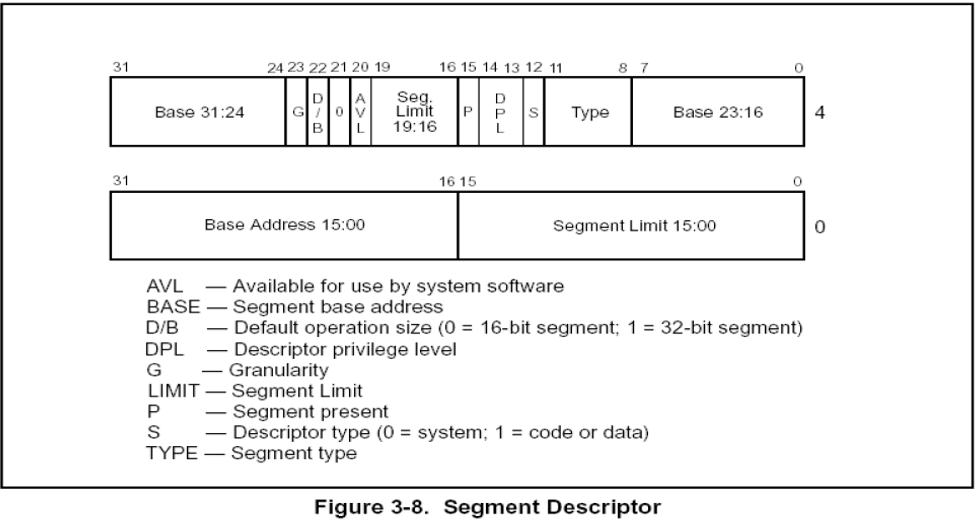 31 24 23 22 21 20 19 16 15 14 13 12 11 8 7 0
Base 31:24 G D/B 0 AVL Seg. Limit 19:16 P DPL S Type Base 23:16 4
31 16 15 0
Base Address 15:00 Segment Limit 15:00 0
AVL — Available for use by system software
BASE — Segment base address
D/B — Default operation size (0 = 16-bit segment; 1 = 32-bit segment)
DPL — Descriptor privilege level
G — Granularity
LIMIT — Segment Limit
P — Segment present
S — Descriptor type (0 = system; 1 = code or data)
TYPE — Segment type
Figure 3-8. Segment Descriptor